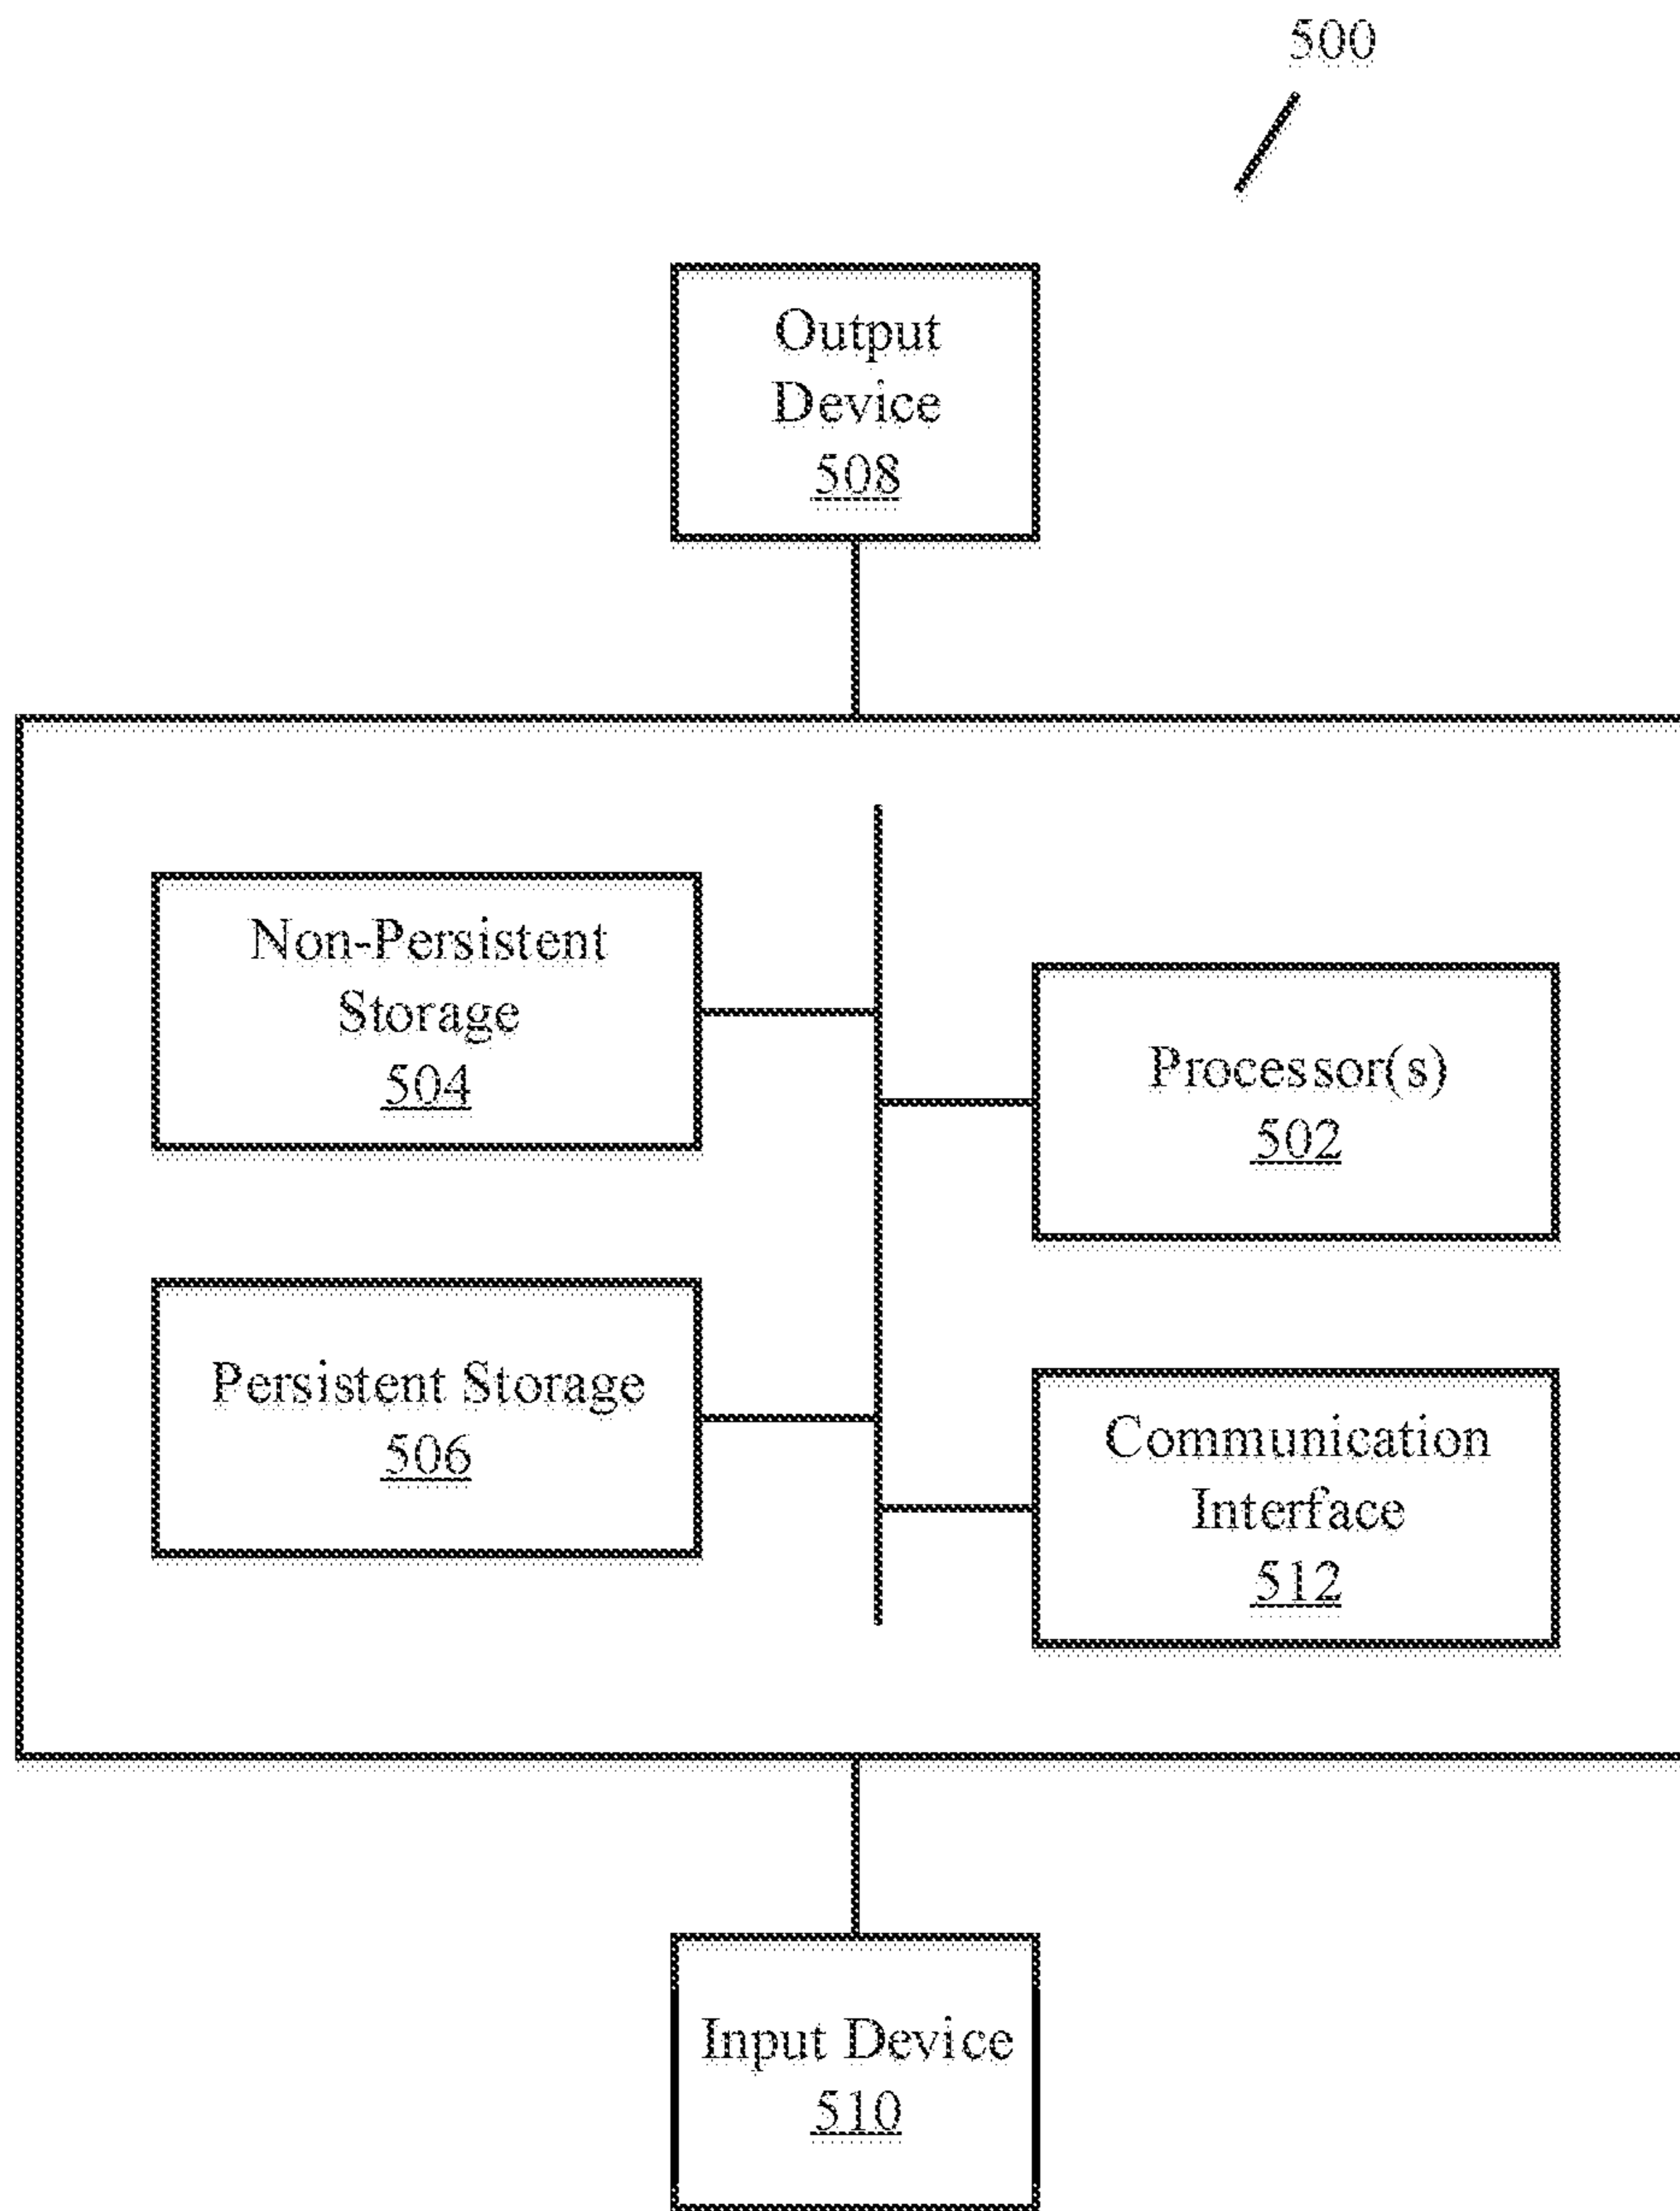 500
Output
Device
508
Non-Persistent
Storage
504
Processor(s)
502
Persistent Storage
506
Communication
Interface
512
Input Device
510